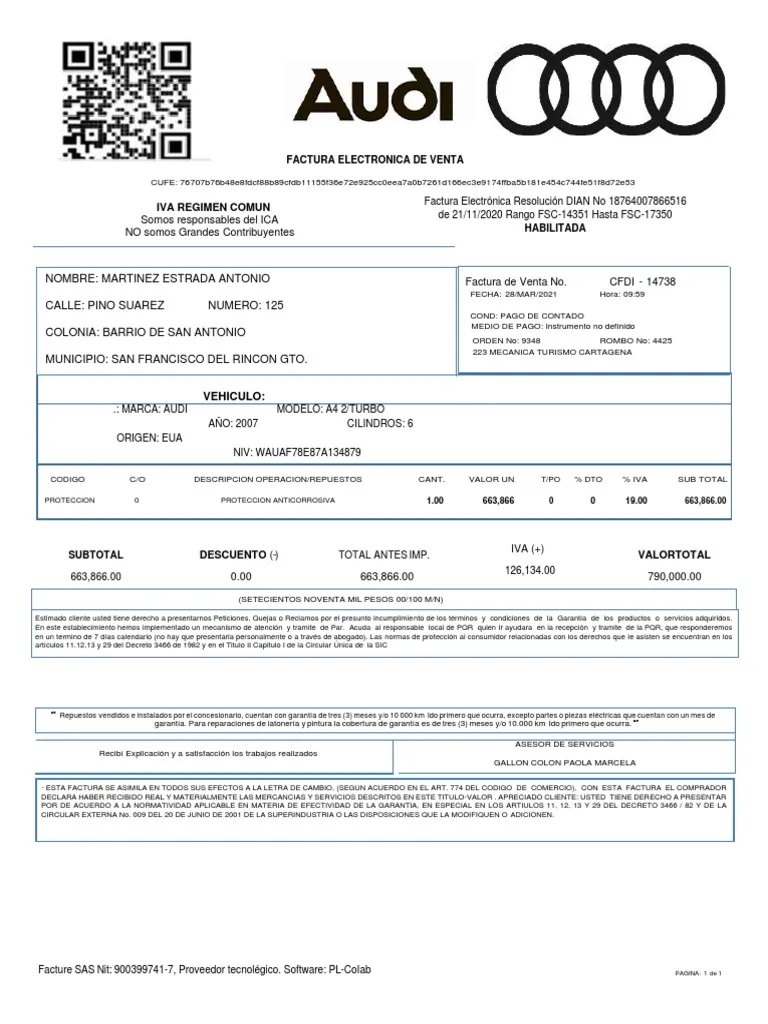 Audi
FACTURA ELECTRONICA DE VENTA
CUFE: 76707b76b48e8fdcf88b89cfdb11155f36e72e925cc0eea7a0b7261d166ec3e9174ffba5b181e454c744fe51f8d72e53
IVA REGIMEN COMUN
Somos responsables del ICA
NO somos Grandes Contribuyentes
Factura Electrónica Resolución DIAN No 18764007866516
de 21/11/2020 Rango FSC-14351 Hasta FSC-17350
HABILITADA
NOMBRE: MARTINEZ ESTRADA ANTONIO
CALLE: PINO SUAREZ NUMERO: 125
COLONIA: BARRIO DE SAN ANTONIO
MUNICIPIO: SAN FRANCISCO DEL RINCON GTO.
Factura de Venta No. CFDI - 14738
FECHA: 28/MAR/2021 Hora: 09:59
COND: PAGO DE CONTADO
MEDIO DE PAGO: Instrumento no definido
ORDEN No: 9348 ROMBO No: 4425
223 MECANICA TURISMO CARTAGENA
VEHICULO:
.: MARCA: AUDI MODELO: A4 2/TURBO
AÑO: 2007 CILINDROS: 6
ORIGEN: EUA
NIV: WAUAF78E87A134879
CODIGO C/O DESCRIPCION OPERACION/REPUESTOS CANT. VALOR UN T/PO % DTO % IVA SUB TOTAL
PROTECCION 0 PROTECCION ANTICORROSIVA 1.00 663,866 0 0 19.00 663,866.00
SUBTOTAL DESCUENTO (-) TOTAL ANTES IMP. IVA (+) VALORTOTAL
663,866.00 0.00 663,866.00 126,134.00 790,000.00
(SETECIENTOS NOVENTA MIL PESOS 00/100 M/N)
Estimado cliente usted tiene derecho a presentarnos Peticiones, Quejas o Reclamos por el presunto incumplimiento de los términos y condiciones de la Garantia de los productos o servicios adquiridos.
En este establecimiento hemos implementado un mecanismo de atención y tramite de Par. Acuda al responsable local de PQR quien ir ayudara en la recepción y tramite de la PQR, que responderemos
en un termino de 7 dias calendario (no hay que presentarla personalmente o a través de abogado). Las normas de protección al consumidor relacionadas con los derechos que le asisten se encuentran en los
artículos 11.12,13 y 29 del Decreto 3466 de 1982 y en el Titulo II Capitulo I de la Circular Única de la SIC
"" Repuestos vendidos e instalados por el concesionario, cuentan con garantia de tres (3) meses y/o 10 000 km Ido primero que ocurra, excepto partes o piezas eléctricas que cuentan con un mes de
garantía. Para reparaciones de latonería y pintura la cobertura de garantía es de tres (3) meses y/o 10.000 km Ido primero que ocurra. ""
Recibí Explicación y a satisfacción los trabajos realizados
ASESOR DE SERVICIOS
GALLON COLON PAOLA MARCELA
- ESTA FACTURA SE ASIMILA EN TODOS SUS EFECTOS A LA LETRA DE CAMBIO. (SEGUN ACUERDO EN EL ART. 774 DEL CODIGO DE COMERCIO), CON ESTA FACTURA EL COMPRADOR
DECLARA HABER RECIBIDO REAL Y MATERIALMENTE LAS MERCANCIAS Y SERVICIOS DESCRITOS EN ESTE TITULO-VALOR . APRECIADO CLIENTE: USTED TIENE DERECHO A PRESENTAR
POR DE ACUERDO A LA NORMATIVIDAD APLICABLE EN MATERIA DE EFECTIVIDAD DE LA GARANTIA, EN ESPECIAL EN LOS ARTIULOS 11, 12, 13 Y 29 DEL DECRETO 3466 / 82 Y DE LA
CIRCULAR EXTERNA No. 009 DEL 20 DE JUNIO DE 2001 DE LA SUPERINDUSTRIA O LAS DISPOSICIONES QUE LA MODIFIQUEN O ADICIONEN.
Facture SAS Nit: 900399741-7, Proveedor tecnológico. Software: PL-Colab
PAGINA: 1 de 1